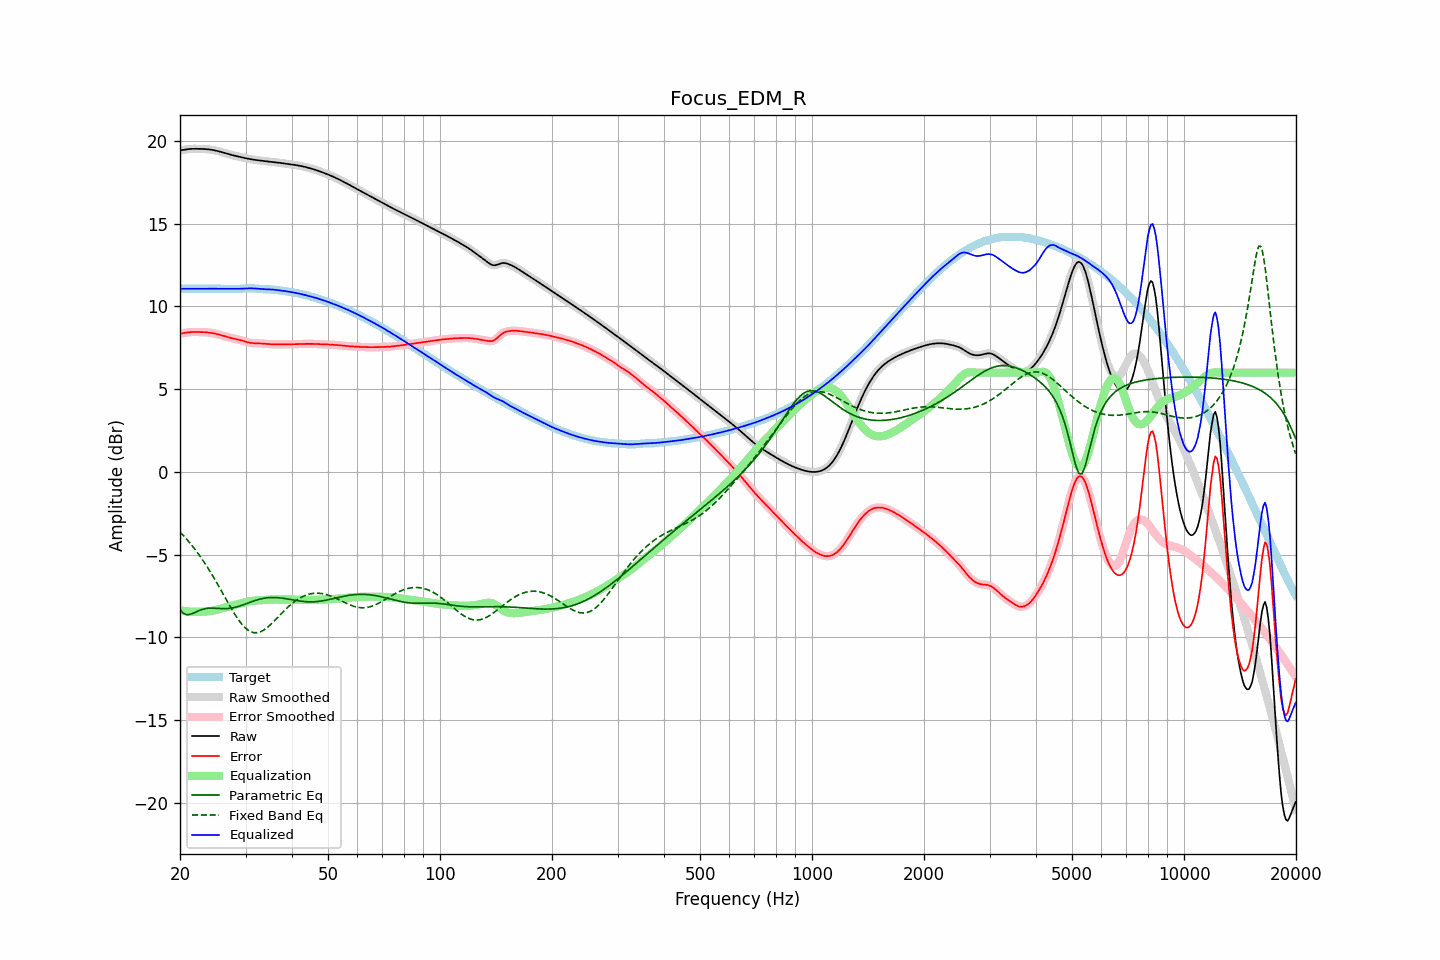 Focus_EDM_R
20
15
10
5
0
−5
−10
−15
−20
Amplitude (dBr)
Target
Raw Smoothed
Error Smoothed
Raw
Error
Equalization
Parametric Eq
Fixed Band Eq
Equalized
20 50 100 200 500 1000 2000 5000 10000 20000
Frequency (Hz)